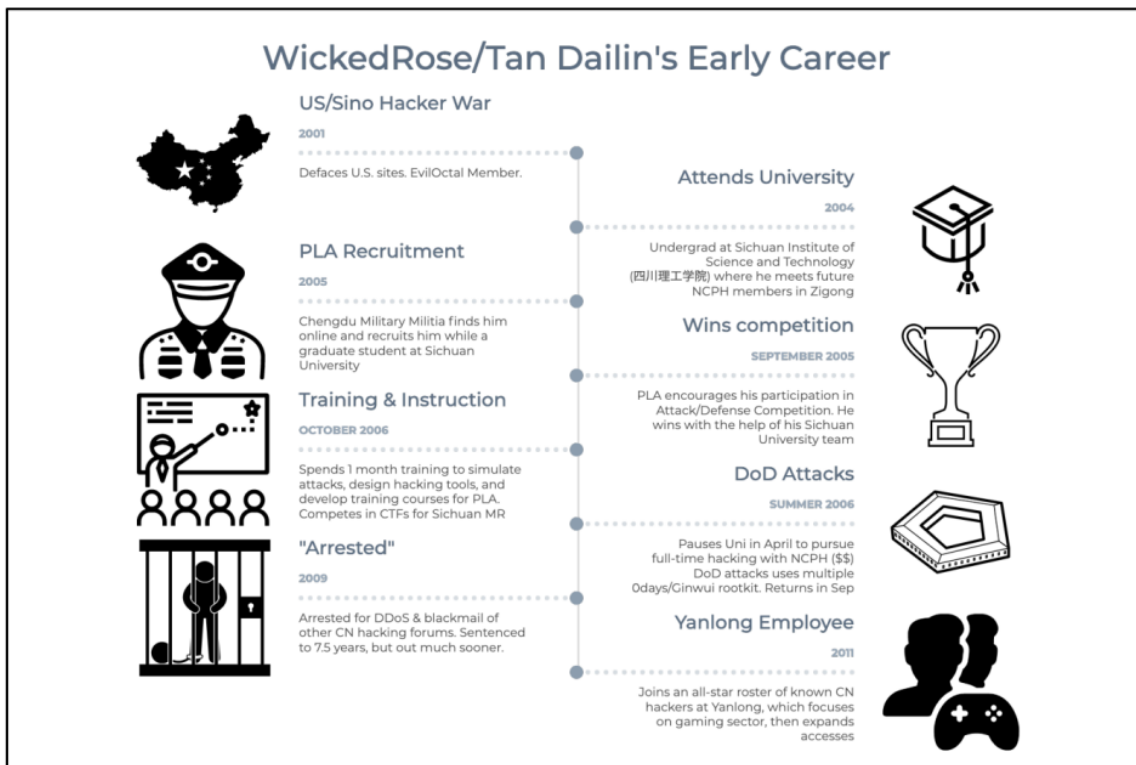 WickedRose/Tan Dailin's Early Career
US/Sino Hacker War
2001
Defaces U.S. sites. EvilOctal Member.
Attends University
2004
Undergrad at Sichuan Institute of
Science and Technology
(四川理工学院) where he meets future
NCPH members in Zigong
PLA Recruitment
2005
Chengdu Military Militia finds him
online and recruits him while a
graduate student at Sichuan
University
Wins competition
SEPTEMBER 2005
PLA encourages his participation in
Attack/Defense Competition. He
wins with the help of his Sichuan
University team
Training & Instruction
OCTOBER 2006
Spends 1 month training to simulate
attacks, design hacking tools, and
develop training courses for PLA.
Competes in CTFs for Sichuan MR
DoD Attacks
SUMMER 2006
Pauses Uni in April to pursue
full-time hacking with NCPH ($$)
DoD attacks uses multiple
0days/Ginwui rootkit. Returns in Sep
"Arrested"
2009
Arrested for DDoS & blackmail of
other CN hacking forums. Sentenced
to 7.5 years, but out much sooner.
Yanlong Employee
2011
Joins an all-star roster of known CN
hackers at Yanlong, which focuses
on gaming sector, then expands
accesses